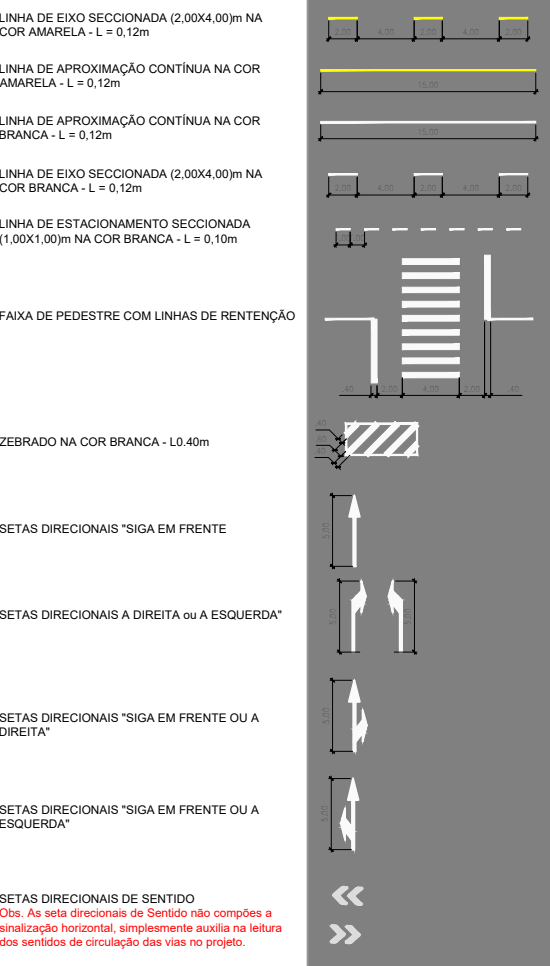 LINHA DE EIXO SECCIONADA (2,00X4,00)m NA
COR AMARELA - L = 0,12m
2,00 4,00 2,00 4,00 2,00
LINHA DE APROXIMAÇÃO CONTÍNUA NA COR
AMARELA - L = 0,12m
15,00
LINHA DE APROXIMAÇÃO CONTÍNUA NA COR
BRANCA - L = 0,12m
15,00
LINHA DE EIXO SECCIONADA (2,00X4,00)m NA
COR BRANCA - L = 0,12m
2,00 4,00 2,00 4,00 2,00
LINHA DE ESTACIONAMENTO SECCIONADA
(1,00X1,00)m NA COR BRANCA - L = 0,10m
FAIXA DE PEDESTRE COM LINHAS DE RENTENÇÃO
,40 2,00 4,00 2,00 ,40
ZEBRADO NA COR BRANCA - L0.40m
,40
,60
,40
SETAS DIRECIONAIS "SIGA EM FRENTE
5,00
SETAS DIRECIONAIS A DIREITA ou A ESQUERDA"
5,00 5,00
SETAS DIRECIONAIS "SIGA EM FRENTE OU A
DIREITA"
5,00
SETAS DIRECIONAIS "SIGA EM FRENTE OU A
ESQUERDA"
5,00
SETAS DIRECIONAIS DE SENTIDO
Obs. As seta direcionais de Sentido não compões a
sinalização horizontal, simplesmente auxilia na leitura
dos sentidos de circulação das vias no projeto.